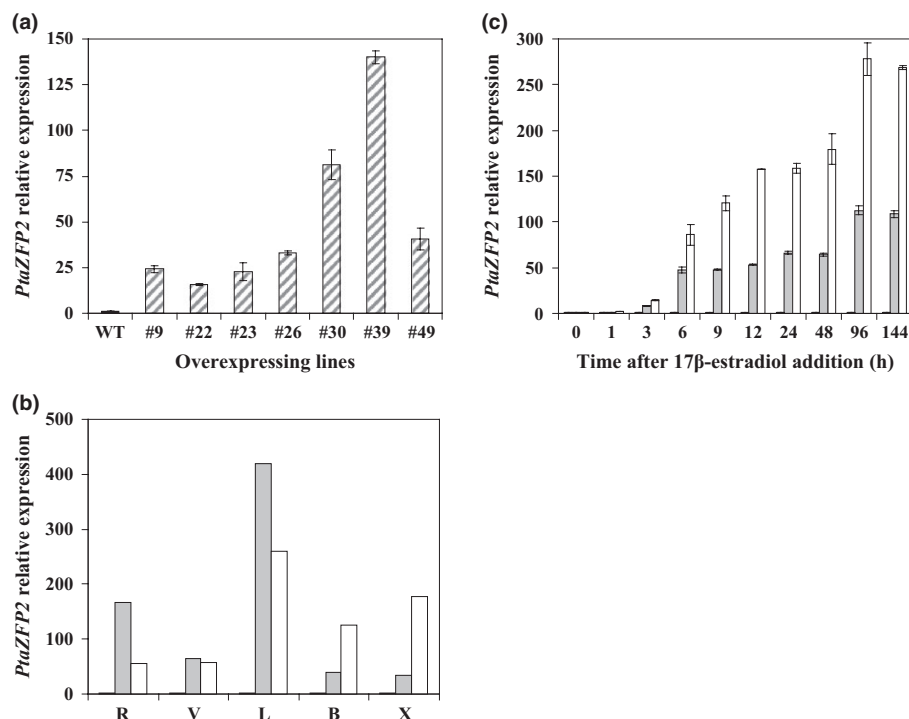 (a)
PtaZFP2 relative expression
150
125
100
75
50
25
0
WT #9 #22 #23 #26 #30 #39 #49
Overexpressing lines
(b)
PtaZFP2 relative expression
500
400
300
200
100
0
R V L B X
(c)
PtaZFP2 relative expression
300
250
200
150
100
50
0
0 1 3 6 9 12 24 48 96 144
Time after 17β-estradiol addition (h)